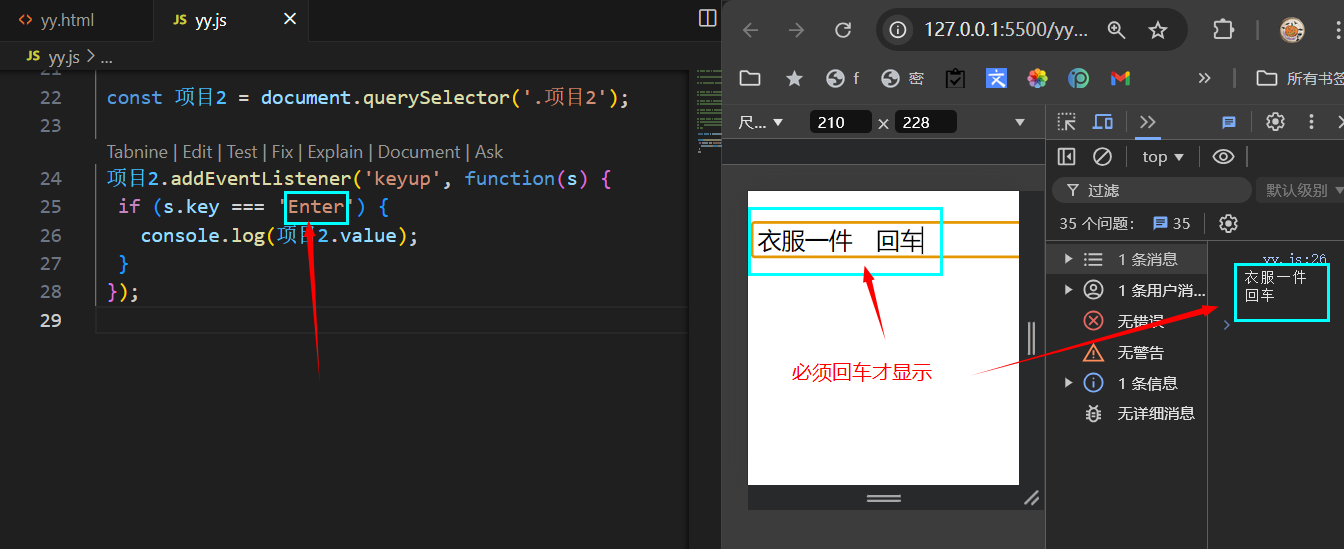 yy.html
JS yy.js
JS yy.js > ...
22 const 项目2 = document.querySelector('.项目2');
23
Tabnine | Edit | Test | Fix | Explain | Document | Ask
24 项目2.addEventListener('keyup', function(s) {
25 if (s.key === 'Enter') {
26 console.log(项目2.value);
27 }
28 });
29
127.0.0.1:5500/yy...
f
密
所有书签
尺... 210 × 228
top
过滤
默认级别
35 个问题: 35
衣服一件 回车
必须回车才显示
1 条消息
1 条用户消...
无错误
无警告
1 条信息
无详细消息
yy.js:26
衣服一件
回车